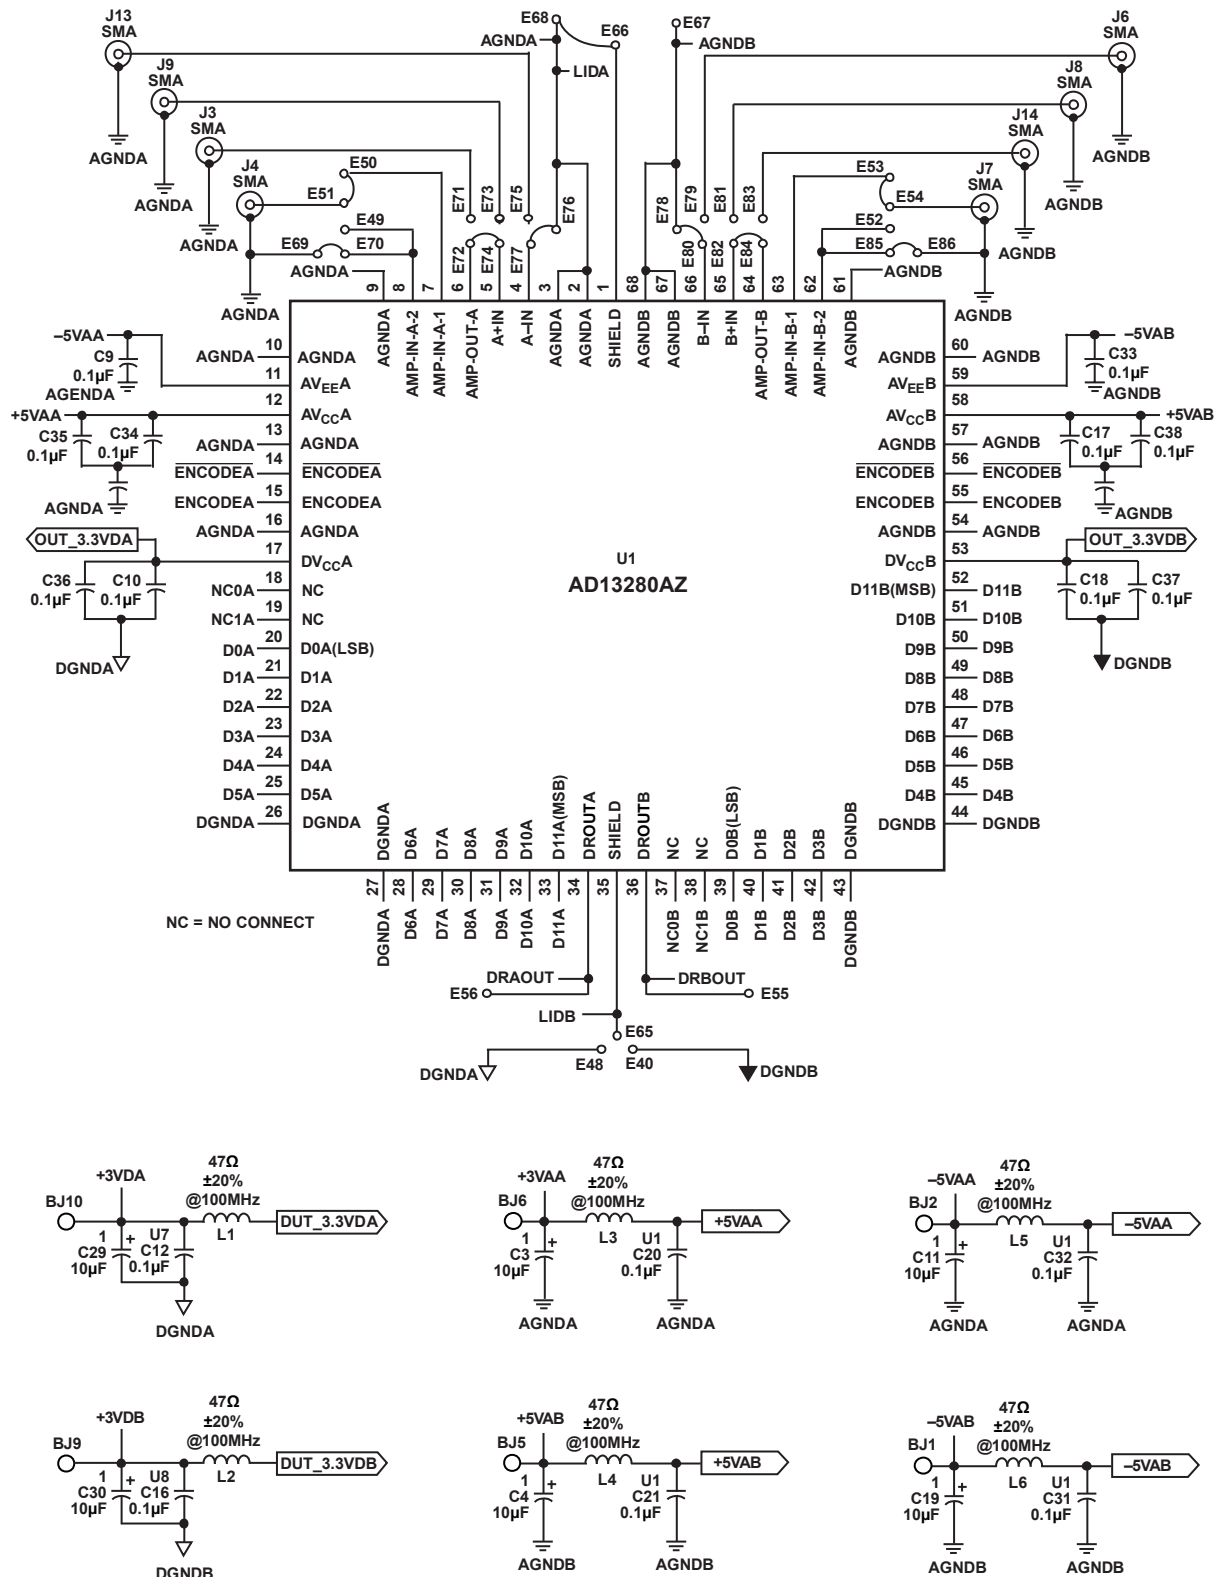 J13
SMA
J9
SMA
J3
SMA
J4
SMA
AGNDA
AGNDA
AGNDA
AGNDA
E68
E66
AGNDA
LIDA
E67
AGNDB
J6
SMA
J8
SMA
J14
SMA
J7
SMA
AGNDB
AGNDB
AGNDB
AGNDB
E50
E51
E49
E69
E70
AGNDA
E71
E73
E75
E76
E72
E74
E77
E78
E79
E81
E83
E80
E82
E84
E53
E54
E52
E85
E86
AGNDB
9
8
7
6
5
4
3
2
1
68
67
66
65
64
63
62
61
AGNDA
AMP-IN-A-2
AMP-IN-A-1
AMP-OUT-A
A+IN
A–IN
AGNDA
AGNDA
SHIELD
AGNDB
AGNDB
B–IN
B+IN
AMP-OUT-B
AMP-IN-B-1
AMP-IN-B-2
AGNDB
–5VAA
C9
0.1µF
AGENDA
+5VAA
C35
0.1µF
C34
0.1µF
AGNDA
OUT_3.3VDA
C36
0.1µF
C10
0.1µF
DGNDA
AGNDA 10 AGNDA
11 AVEEA
12 AVCCA
AGNDA 13 AGNDA
ENCODEA 14 ENCODEA
ENCODEA 15 ENCODEA
AGNDA 16 AGNDA
17 DVCCA
NC0A 18 NC
NC1A 19 NC
D0A 20 D0A(LSB)
D1A 21 D1A
D2A 22 D2A
D3A 23 D3A
D4A 24 D4A
D5A 25 D5A
DGNDA 26 DGNDA
U1
AD13280AZ
AGNDB 60 AGNDB
AVEEB 59
AVCCB 58
AGNDB 57 AGNDB
ENCODEB 56 ENCODEB
ENCODEB 55 ENCODEB
AGNDB 54 AGNDB
DVCCB 53
D11B(MSB) 52 D11B
D10B 51 D10B
D9B 50 D9B
D8B 49 D8B
D7B 48 D7B
D6B 47 D6B
D5B 46 D5B
D4B 45 D4B
DGNDB 44 DGNDB
–5VAB
C33
0.1µF
AGNDB
+5VAB
C17
0.1µF
C38
0.1µF
AGNDB
OUT_3.3VDB
C18
0.1µF
C37
0.1µF
DGNDB
DGNDA
D6A
D7A
D8A
D9A
D10A
D11A(MSB)
DROUTA
SHIELD
DROUTB
NC
NC
D0B(LSB)
D1B
D2B
D3B
DGNDB
27
28
29
30
31
32
33
34
35
36
37
38
39
40
41
42
43
DGNDA
D6A
D7A
D8A
D9A
D10A
D11A
NC0B
NC1B
D0B
D1B
D2B
D3B
DGNDB
NC = NO CONNECT
DRAOUT
DRBOUT
E56
E55
LIDB
E65
E48
E40
DGNDA
DGNDB
+3VDA
47Ω
±20%
@100MHz
BJ10
DUT_3.3VDA
L1
1
C29
10µF
+
U7
C12
0.1µF
DGNDA
+3VAA
47Ω
±20%
@100MHz
BJ6
+5VAA
L3
1
C3
10µF
+
U1
C20
0.1µF
AGNDA
AGNDA
–5VAA
47Ω
±20%
@100MHz
BJ2
–5VAA
L5
1
C11
10µF
+
U1
C32
0.1µF
AGNDA
AGNDA
+3VDB
47Ω
±20%
@100MHz
BJ9
DUT_3.3VDB
L2
1
C30
10µF
+
U8
C16
0.1µF
DGNDB
+5VAB
47Ω
±20%
@100MHz
BJ5
+5VAB
L4
1
C4
10µF
+
U1
C21
0.1µF
AGNDB
AGNDB
–5VAB
47Ω
±20%
@100MHz
BJ1
–5VAB
L6
1
C19
10µF
+
U1
C31
0.1µF
AGNDB
AGNDB